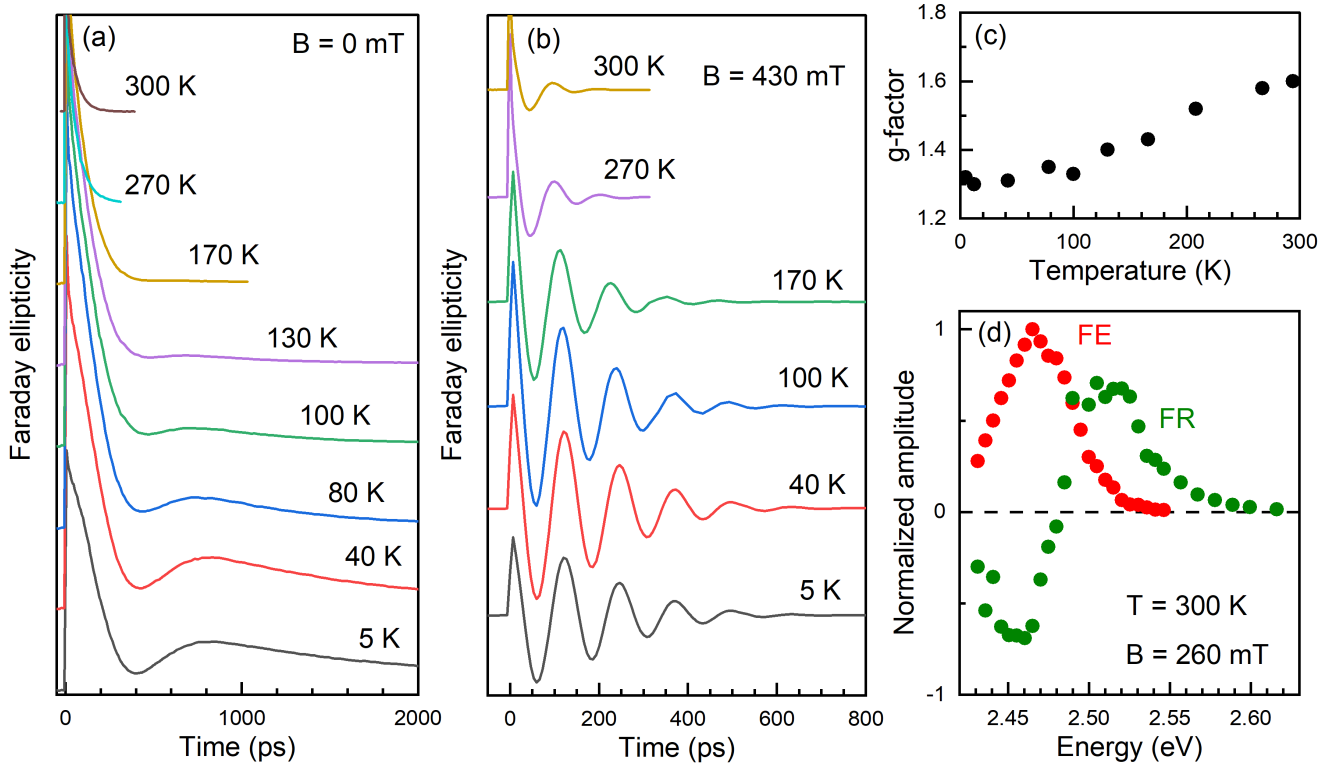 (a)
B = 0 mT
300 K
270 K
170 K
130 K
100 K
80 K
40 K
5 K
Faraday ellipticity
0
1000
2000
Time (ps)
(b)
B = 430 mT
300 K
270 K
170 K
100 K
40 K
5 K
Faraday ellipticity
0
200
400
600
800
Time (ps)
(c)
1.8
1.6
1.4
1.2
g-factor
0
100
200
300
Temperature (K)
(d)
FE
FR
1
0
-1
Normalized amplitude
T = 300 K
B = 260 mT
2.45
2.50
2.55
2.60
Energy (eV)